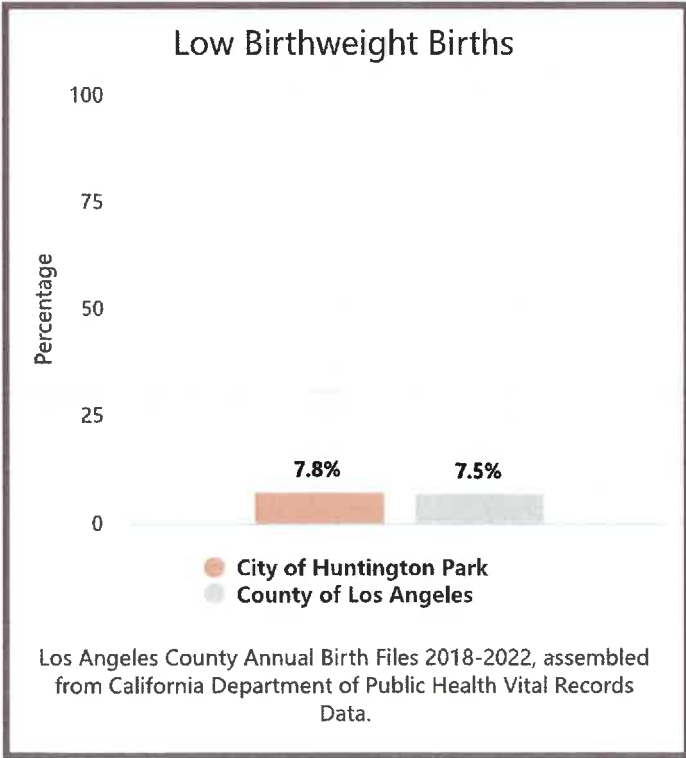 Low Birthweight Births
100
75
50
25
0
Percentage
7.8%
7.5%
City of Huntington Park
County of Los Angeles
Los Angeles County Annual Birth Files 2018-2022, assembled
from California Department of Public Health Vital Records
Data.